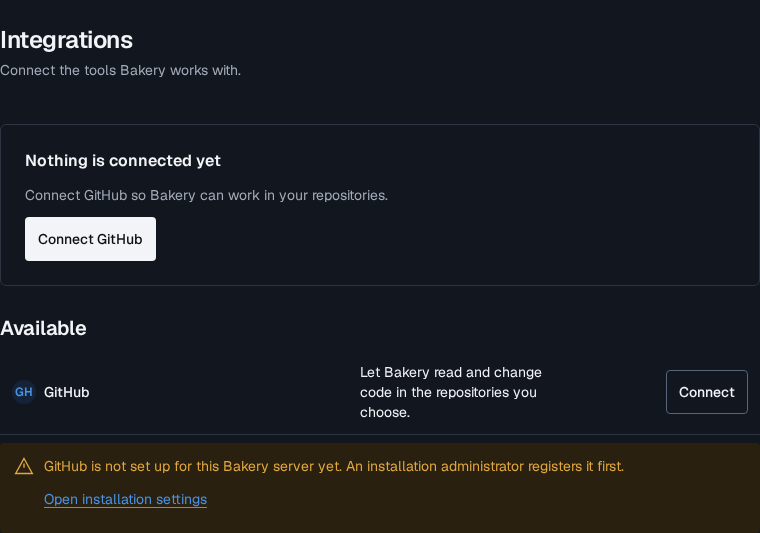 Integrations
Connect the tools Bakery works with.
Nothing is connected yet
Connect GitHub so Bakery can work in your repositories.
Connect GitHub
Available
GH
GitHub
Let Bakery read and change
code in the repositories you
choose.
Connect
GitHub is not set up for this Bakery server yet. An installation administrator registers it first.
Open installation settings